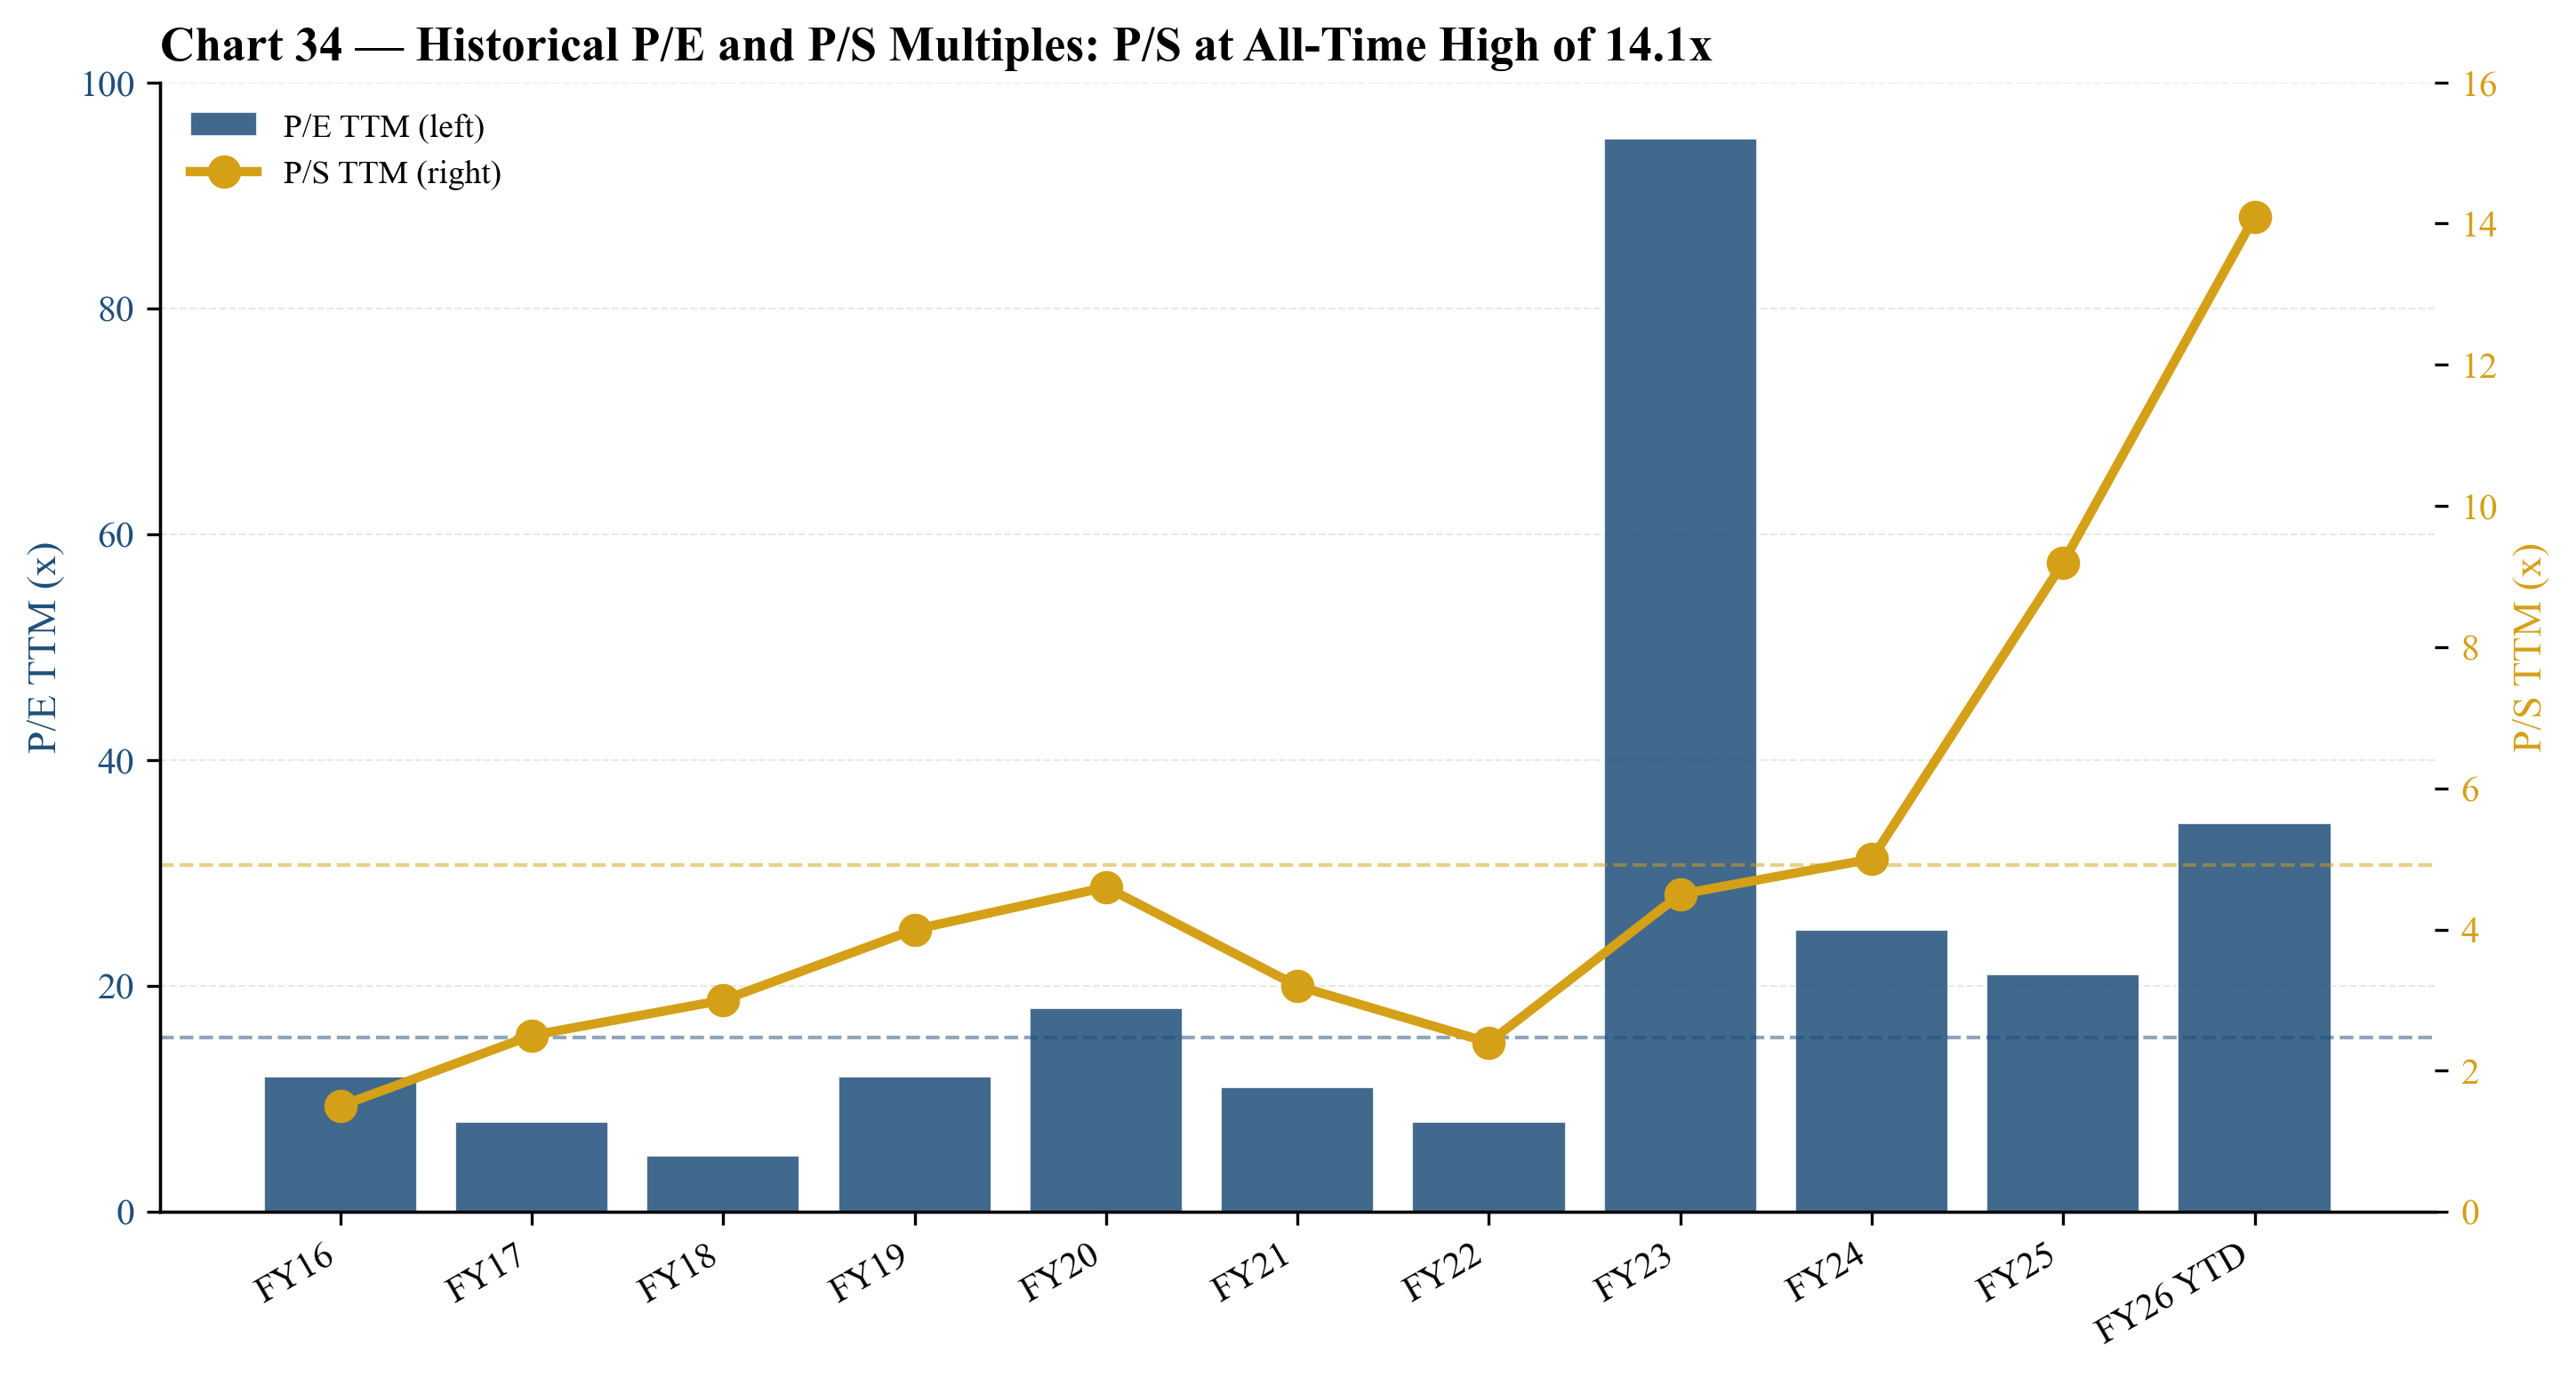 Chart 34 — Historical P/E and P/S Multiples: P/S at All-Time High of 14.1x
P/E TTM (left)
P/S TTM (right)
P/E TTM (x)
100
80
60
40
20
0
16
14
12
10
8
6
4
2
0
P/S TTM (x)
FY16
FY17
FY18
FY19
FY20
FY21
FY22
FY23
FY24
FY25
FY26 YTD